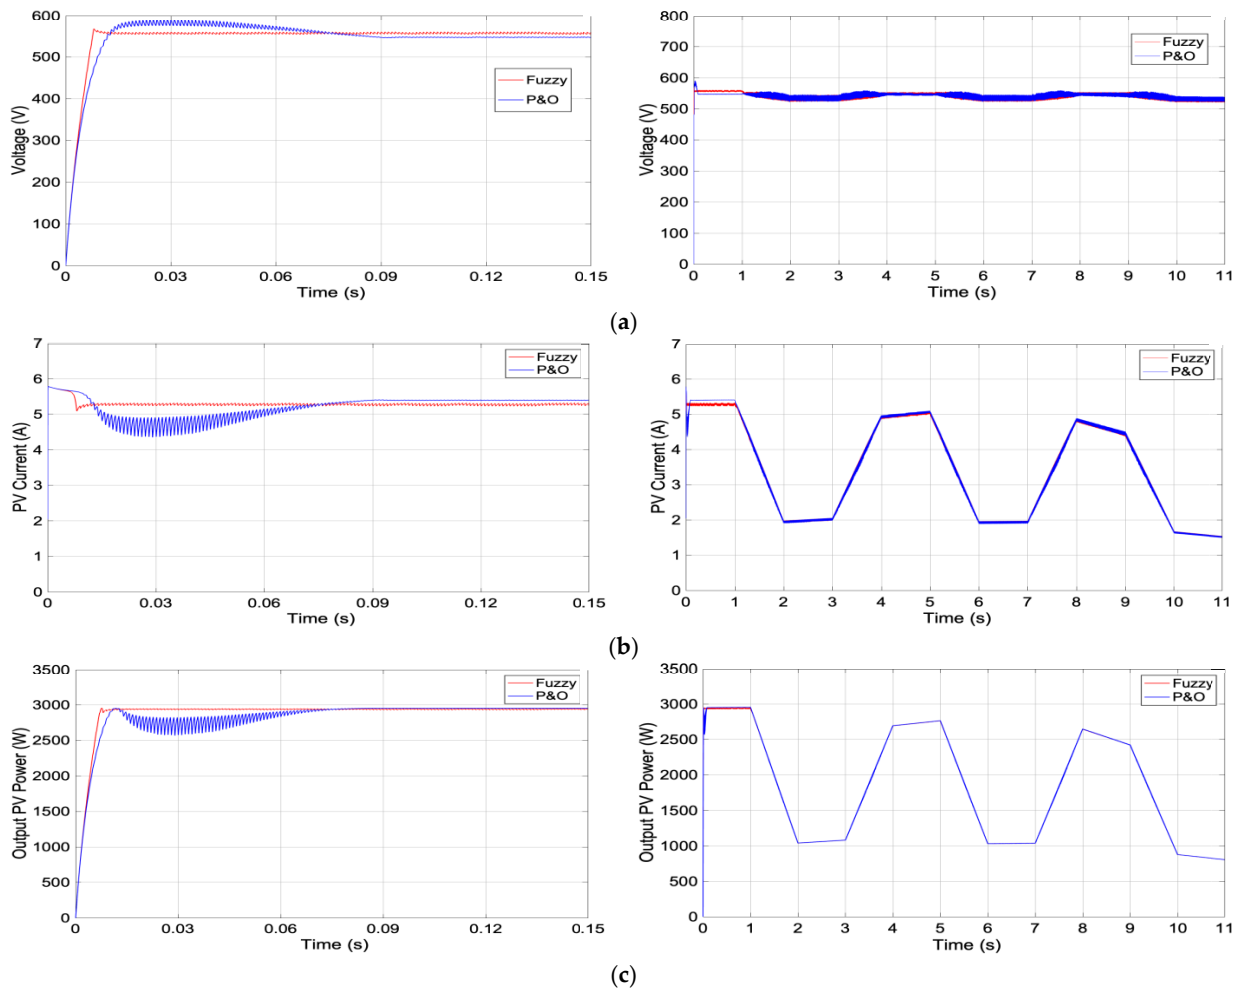 Voltage (V)
600
500
400
300
200
100
0
0 0.03 0.06 0.09 0.12 0.15
Time (s)
Fuzzy
P&O
Voltage (V)
800
700
600
500
400
300
200
100
0
0 1 2 3 4 5 6 7 8 9 10 11
Time (s)
Fuzzy
P&O
(a)
PV Current (A)
7
6
5
4
3
2
1
0
0 0.03 0.06 0.09 0.12 0.15
Time (s)
Fuzzy
P&O
PV Current (A)
7
6
5
4
3
2
1
0
0 1 2 3 4 5 6 7 8 9 10 11
Time (s)
Fuzzy
P&O
(b)
Output PV Power (W)
3500
3000
2500
2000
1500
1000
500
0
0 0.03 0.06 0.09 0.12 0.15
Time (s)
Fuzzy
P&O
Output PV Power (W)
3500
3000
2500
2000
1500
1000
500
0
0 1 2 3 4 5 6 7 8 9 10 11
Time (s)
Fuzzy
P&O
(c)